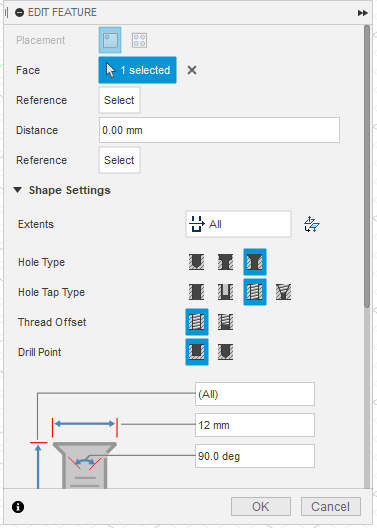 EDIT FEATURE
Placement
Face 1 selected
Reference Select
Distance 0.00 mm
Reference Select
Shape Settings
Extents All
Hole Type
Hole Tap Type
Thread Offset
Drill Point
(All)
12 mm
90.0 deg
OK Cancel